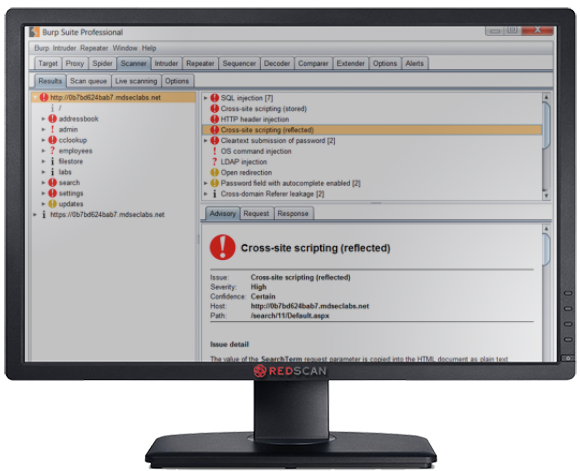 Burp Suite Professional
Burp Intruder Repeater Window Help
Target Proxy Spider Scanner Intruder Repeater Sequencer Decoder Comparer Extender Options Alerts
Results Scan queue Live scanning Options
http://0b7bd624bab7.mdseclabs.net
/
addressbook
admin
cclookup
employees
filestore
labs
search
settings
updates
https://0b7bd624bab7.mdseclabs.net
SQL injection [7]
Cross-site scripting (stored)
HTTP header injection
Cross-site scripting (reflected)
Cleartext submission of password [2]
OS command injection
LDAP injection
Open redirection
Password field with autocomplete enabled [2]
Cross-domain Referer leakage [2]
Advisory Request Response
Cross-site scripting (reflected)
Issue: Cross-site scripting (reflected)
Severity: High
Confidence: Certain
Host: http://0b7bd624bab7.mdseclabs.net
Path: /search/11/Default.aspx
Issue detail
The value of the SearchTerm request parameter is copied into the HTML document as plain text
REDSCAN